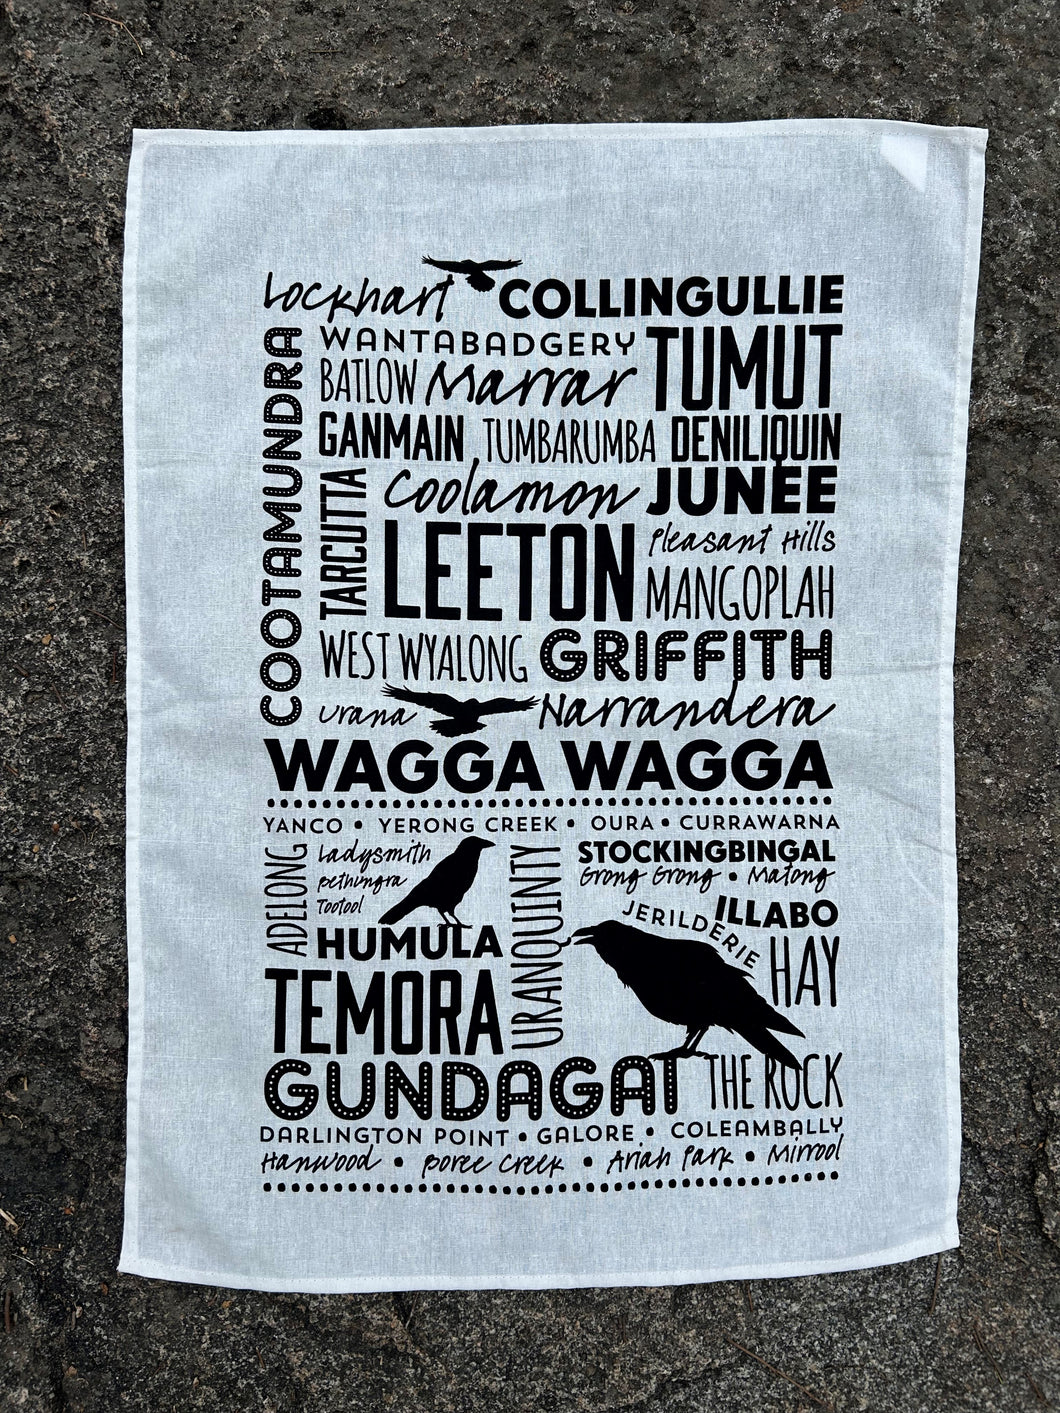 Lockhart COLLINGULLIE
COOTAMUNDRA
WANTABADGERY TUMUT
BATLOW Marrar
GANMAIN TUMBARUMBA DENILIQUIN
TARCUTTA
Coolamon JUNEE
LEETON Pleasant Hills
MANGOPLAH
WEST WYALONG GRIFFITH
Urana Narrandera
WAGGA WAGGA
YANCO • YERONG CREEK • OURA • CURRAWARNA
ADELONG
Ladysmith
Bethungra
Tootool
URANQUINTY
STOCKINGBINGAL
Grong Grong • Matong
ILLABO
JERILDERIE
HAY
HUMULA
TEMORA
GUNDAGAI THE ROCK
DARLINGTON POINT • GALORE • COLEAMBALLY
Hanwood • Boree Creek • Ariah Park • Mirrool